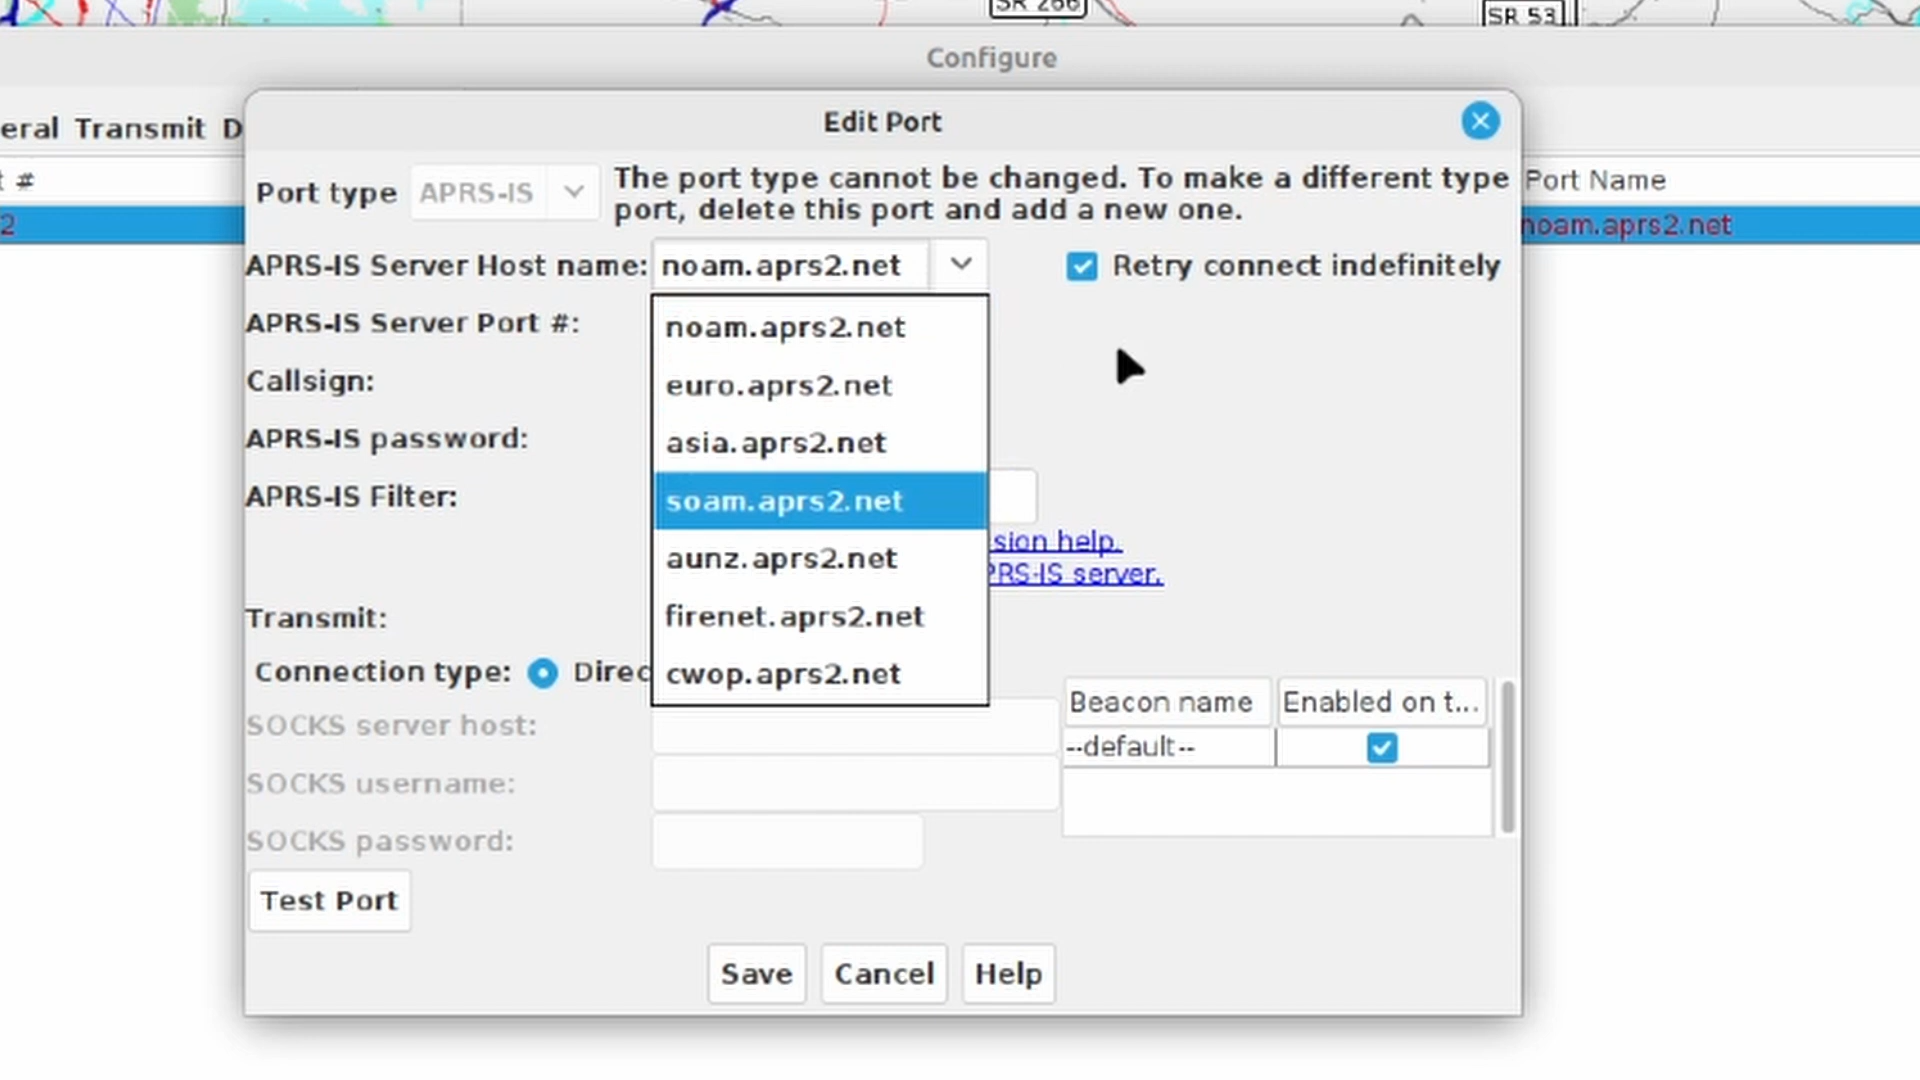 SR 266
SR 53
Configure
eral Transmit D
Edit Port
t #
Port Name
2
noam.aprs2.net
Port type APRS-IS
The port type cannot be changed. To make a different type
port, delete this port and add a new one.
APRS-IS Server Host name: noam.aprs2.net
Retry connect indefinitely
APRS-IS Server Port #:
noam.aprs2.net
euro.aprs2.net
Callsign:
APRS-IS password:
asia.aprs2.net
APRS-IS Filter:
soam.aprs2.net
sion help.
aunz.aprs2.net
PRS-IS server.
Transmit:
firenet.aprs2.net
Connection type: Direc
cwop.aprs2.net
Beacon name Enabled on t...
SOCKS server host:
--default--
SOCKS username:
SOCKS password:
Test Port
Save Cancel Help